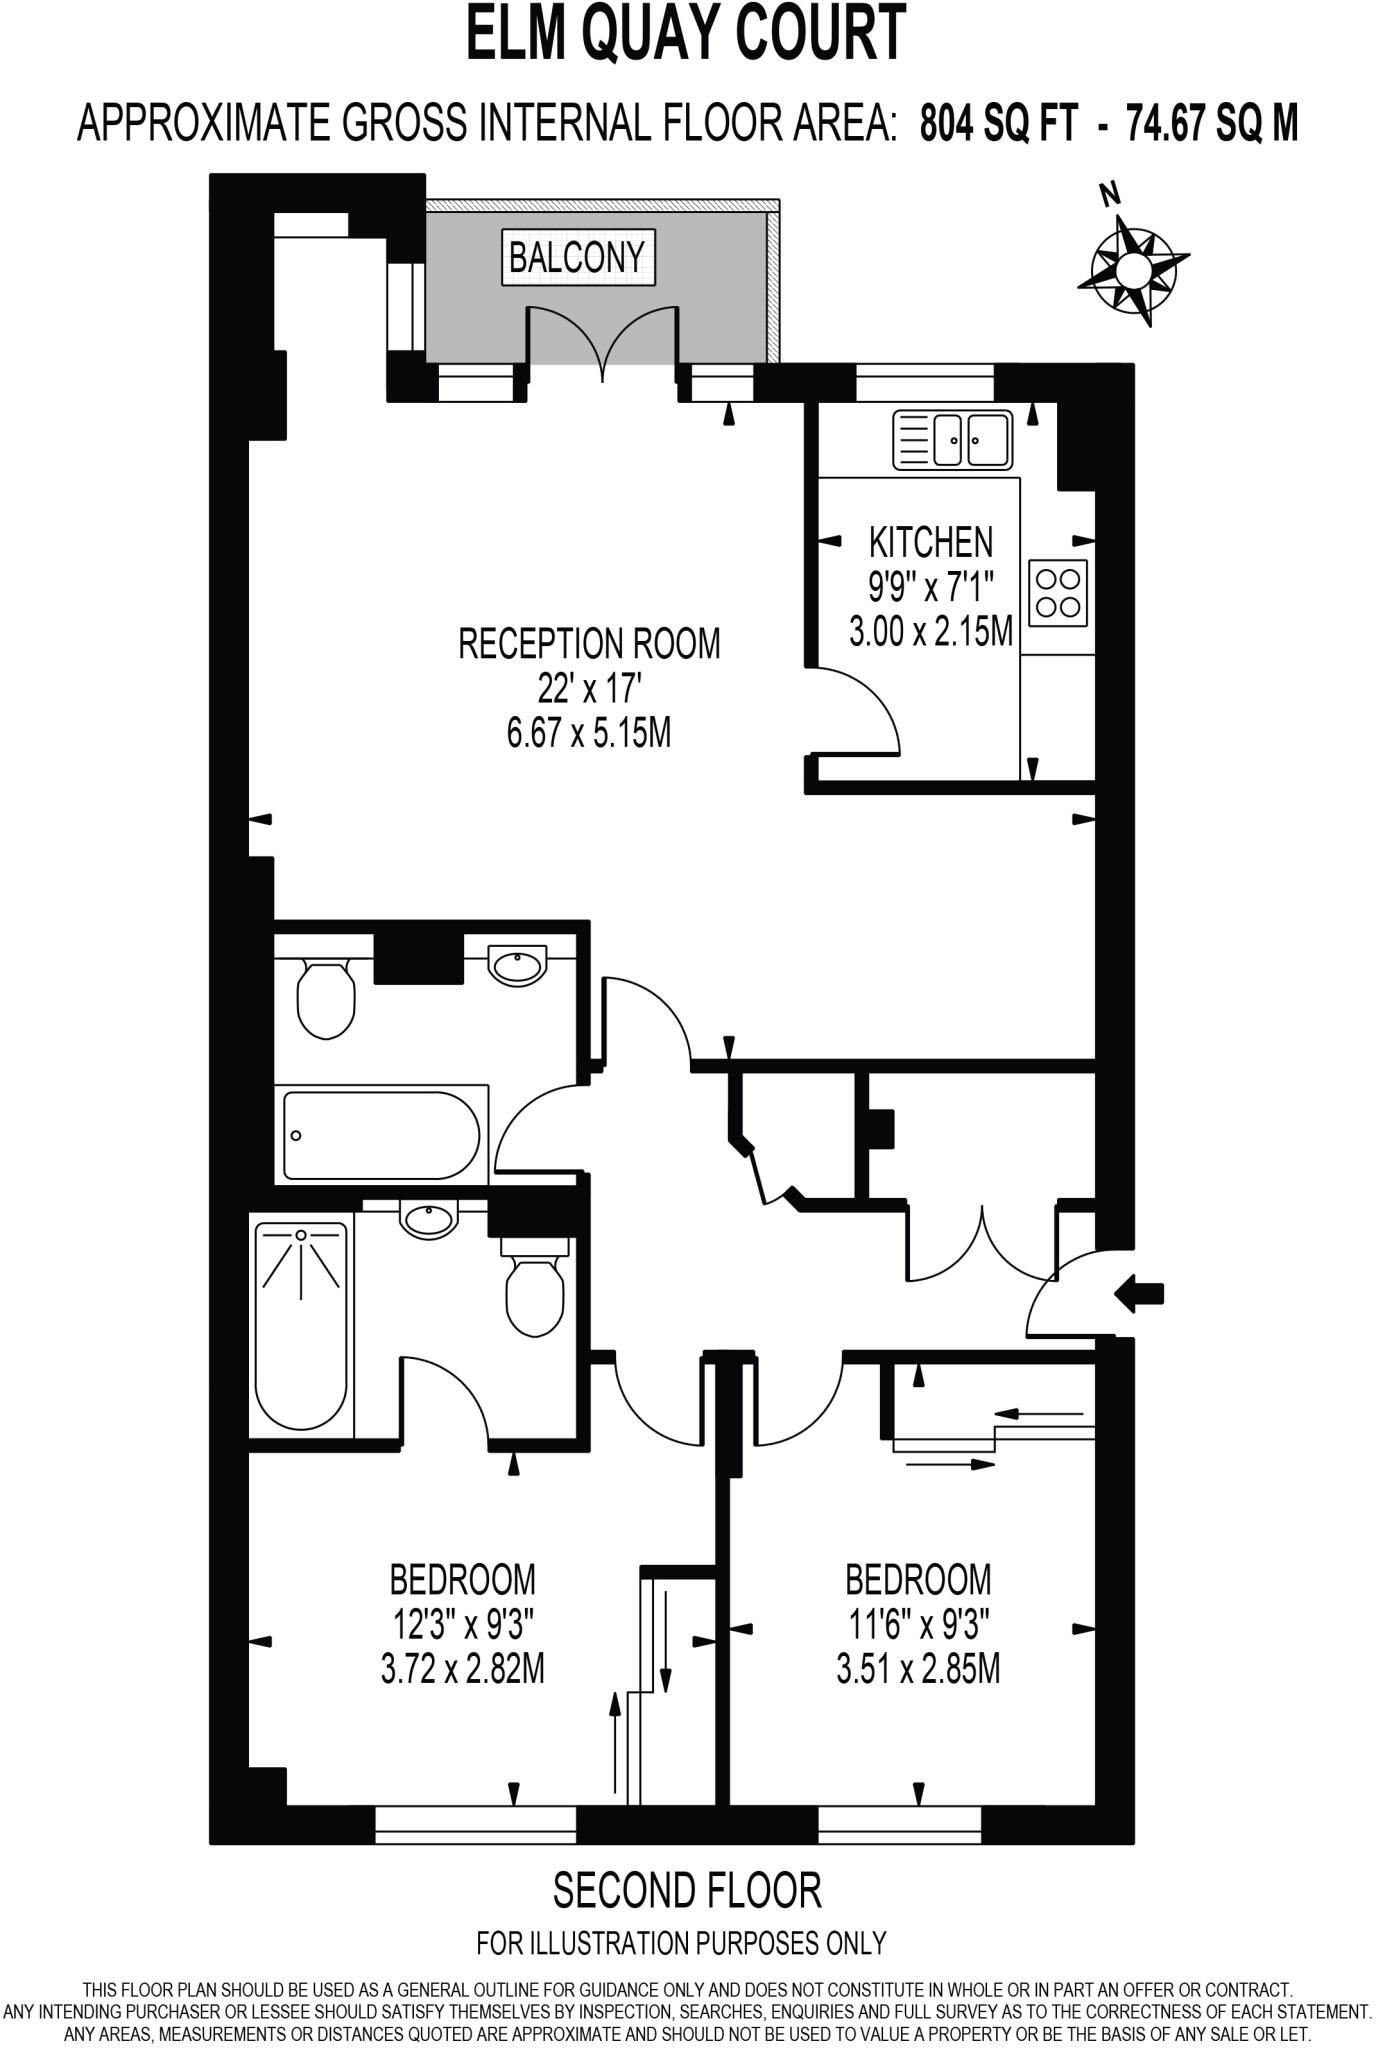 ELM QUAY COURT
APPROXIMATE GROSS INTERNAL FLOOR AREA: 804 SQ FT - 74.67 SQ M
N
BALCONY
KITCHEN
9'9" x 7'1"
3.00 x 2.15M
RECEPTION ROOM
22' x 17'
6.67 x 5.15M
BEDROOM
12'3" x 9'3"
3.72 x 2.82M
BEDROOM
11'6" x 9'3"
3.51 x 2.85M
SECOND FLOOR
FOR ILLUSTRATION PURPOSES ONLY
THIS FLOOR PLAN SHOULD BE USED AS A GENERAL OUTLINE FOR GUIDANCE ONLY AND DOES NOT CONSTITUTE IN WHOLE OR IN PART AN OFFER OR CONTRACT.
ANY INTENDING PURCHASER OR LESSEE SHOULD SATISFY THEMSELVES BY INSPECTION, SEARCHES, ENQUIRIES AND FULL SURVEY AS TO THE CORRECTNESS OF EACH STATEMENT.
ANY AREAS, MEASUREMENTS OR DISTANCES QUOTED ARE APPROXIMATE AND SHOULD NOT BE USED TO VALUE A PROPERTY OR BE THE BASIS OF ANY SALE OR LET.